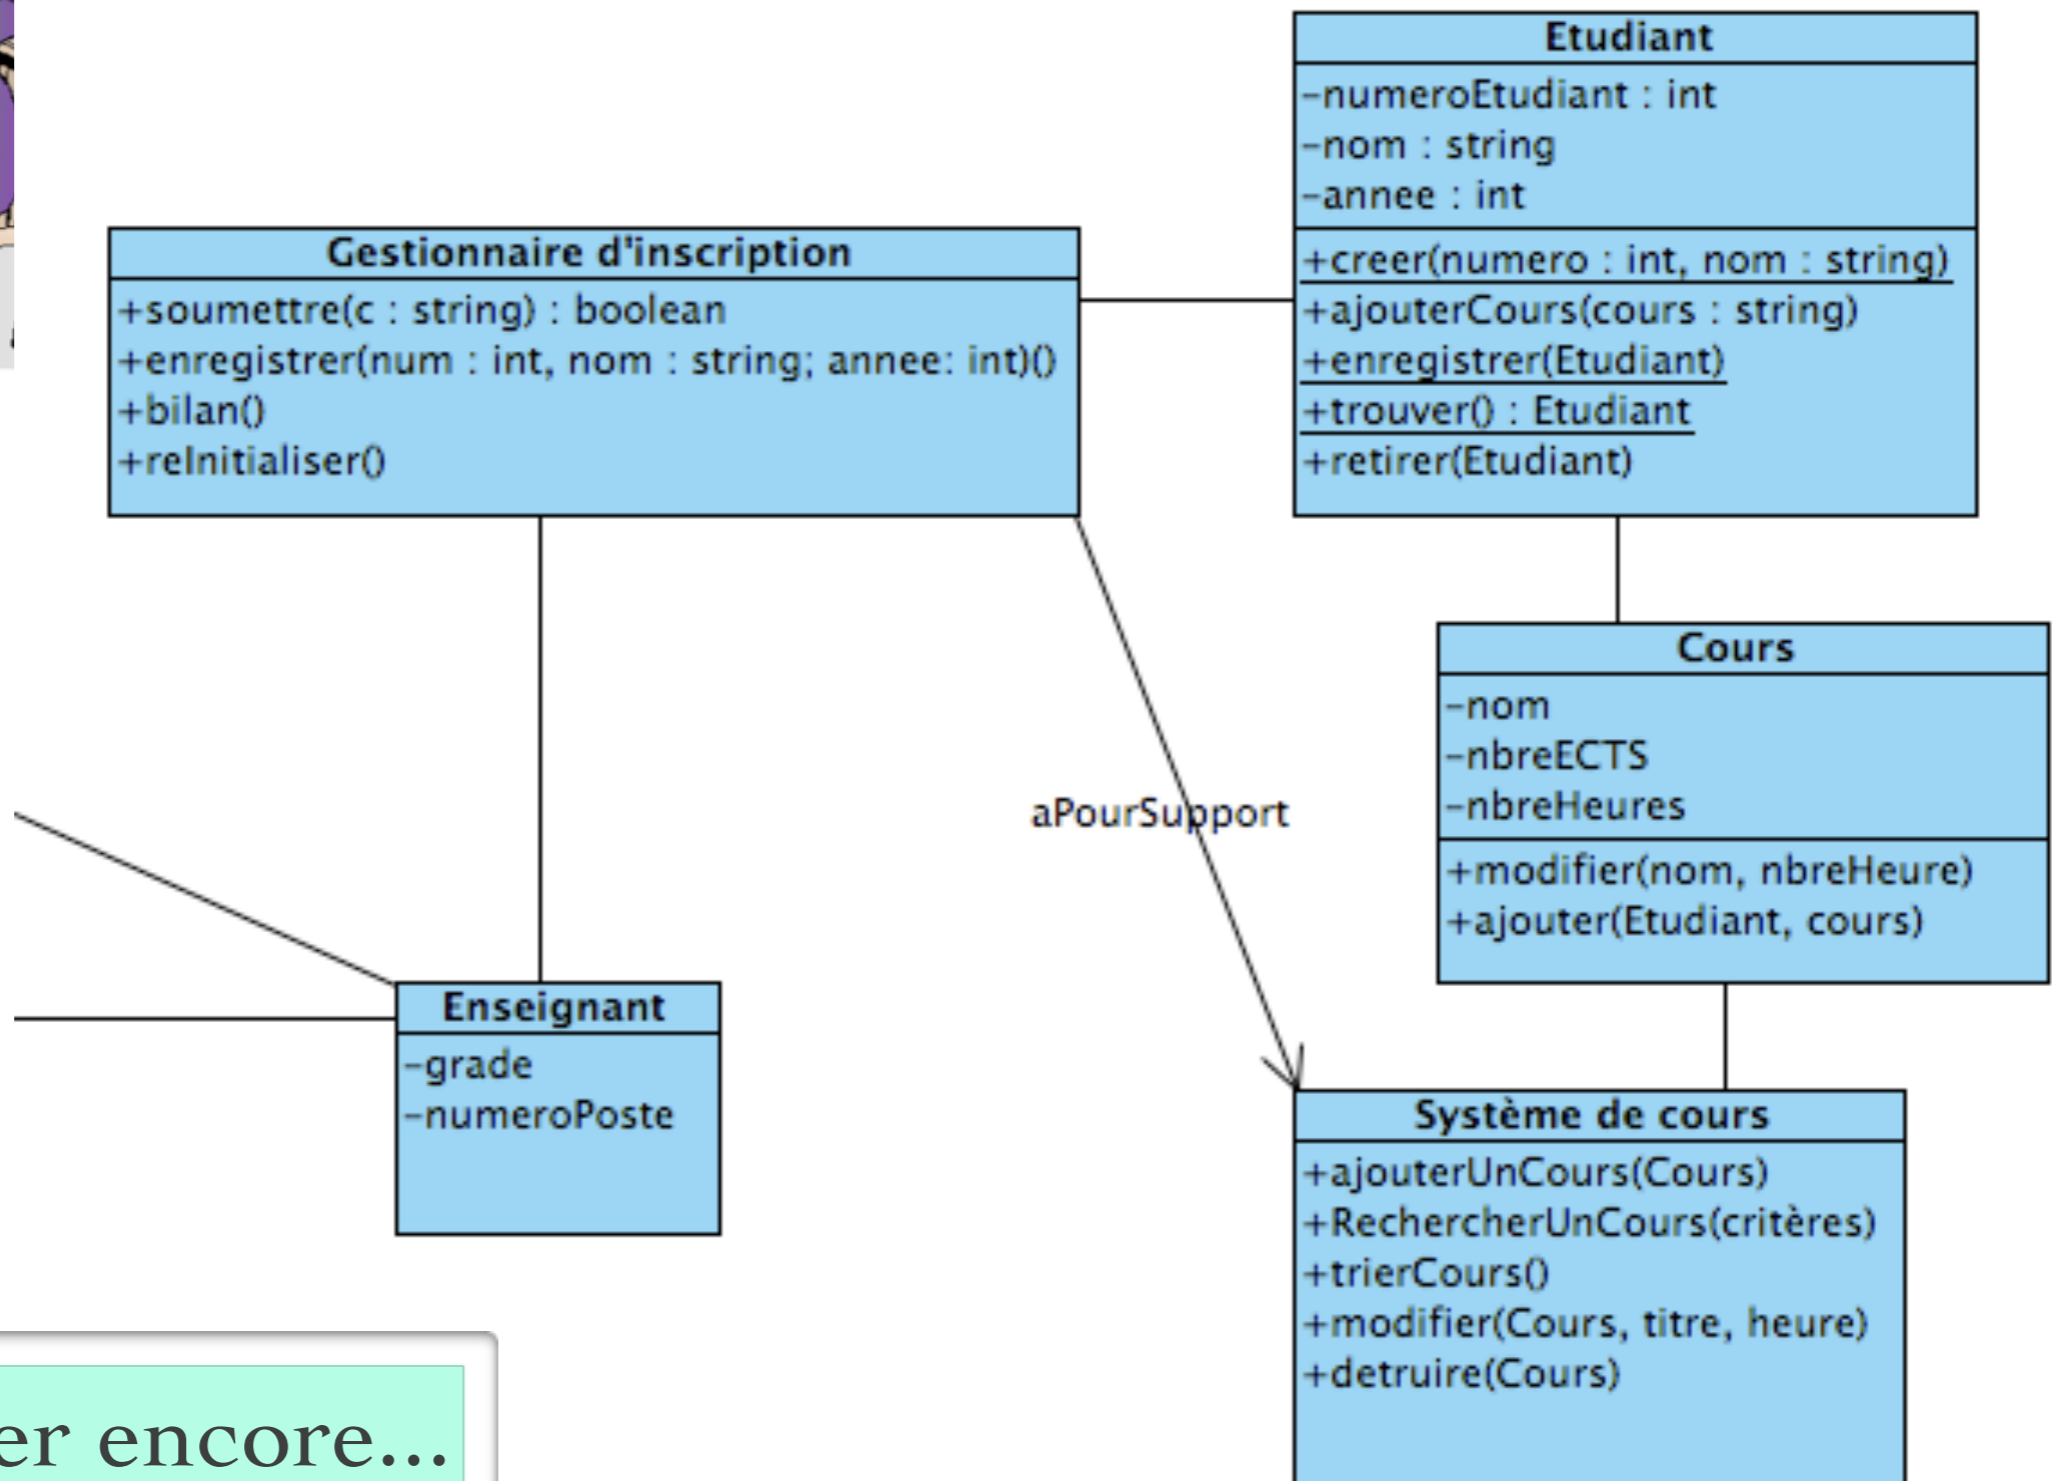 Etudiant
-numeroEtudiant : int
-nom : string
-annee : int
+creer(numero : int, nom : string)
+ajouterCours(cours : string)
+enregistrer(Etudiant)
+trouver() : Etudiant
+retirer(Etudiant)
Gestionnaire d'inscription
+soumettre(c : string) : boolean
+enregistrer(num : int, nom : string; annee: int)()
+bilan()
+reInitialiser()
Cours
-nom
-nbreECTS
-nbreHeures
+modifier(nom, nbreHeure)
+ajouter(Etudiant, cours)
aPourSupport
Enseignant
-grade
-numeroPoste
Système de cours
+ajouterUnCours(Cours)
+RechercherUnCours(critères)
+trierCours()
+modifier(Cours, titre, heure)
+detruire(Cours)
er encore...